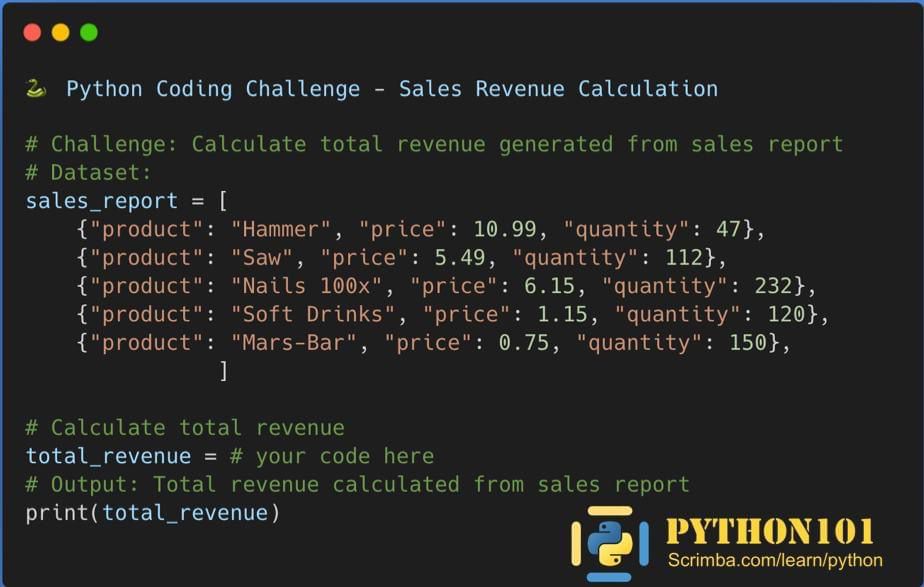 🐍 Python Coding Challenge - Sales Revenue Calculation
# Challenge: Calculate total revenue generated from sales report
# Dataset:
sales_report = [
    {"product": "Hammer", "price": 10.99, "quantity": 47},
    {"product": "Saw", "price": 5.49, "quantity": 112},
    {"product": "Nails 100x", "price": 6.15, "quantity": 232},
    {"product": "Soft Drinks", "price": 1.15, "quantity": 120},
    {"product": "Mars-Bar", "price": 0.75, "quantity": 150},
               ]
# Calculate total revenue
total_revenue = # your code here
# Output: Total revenue calculated from sales report
print(total_revenue)
PYTHON101
Scrimba.com/learn/python